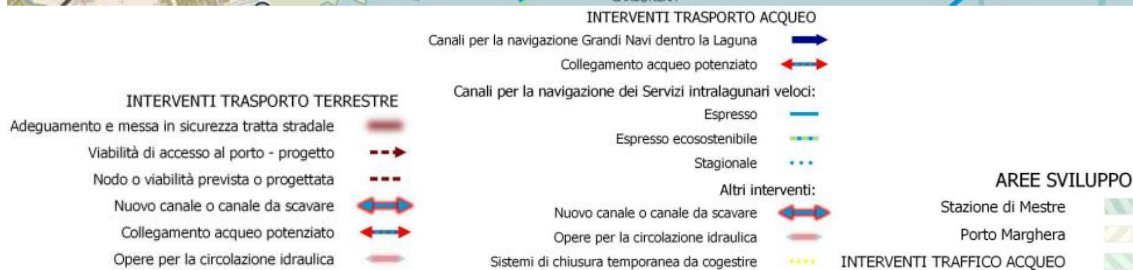 INTERVENTI TRASPORTO ACQUEO
Canali per la navigazione Grandi Navi dentro la Laguna
Collegamento acqueo potenziato
Canali per la navigazione dei Servizi intralagunari veloci:
Espresso
Espresso ecosostenibile
Stagionale
Altri interventi:
Nuovo canale o canale da scavare
Opere per la circolazione idraulica
Sistemi di chiusura temporanea da cogestire
INTERVENTI TRASPORTO TERRESTRE
Adeguamento e messa in sicurezza tratta stradale
Viabilità di accesso al porto - progetto
Nodo o viabilità prevista o progettata
Nuovo canale o canale da scavare
Collegamento acqueo potenziato
Opere per la circolazione idraulica
AREE SVILUPPO
Stazione di Mestre
Porto Marghera
INTERVENTI TRAFFICO ACQUEO